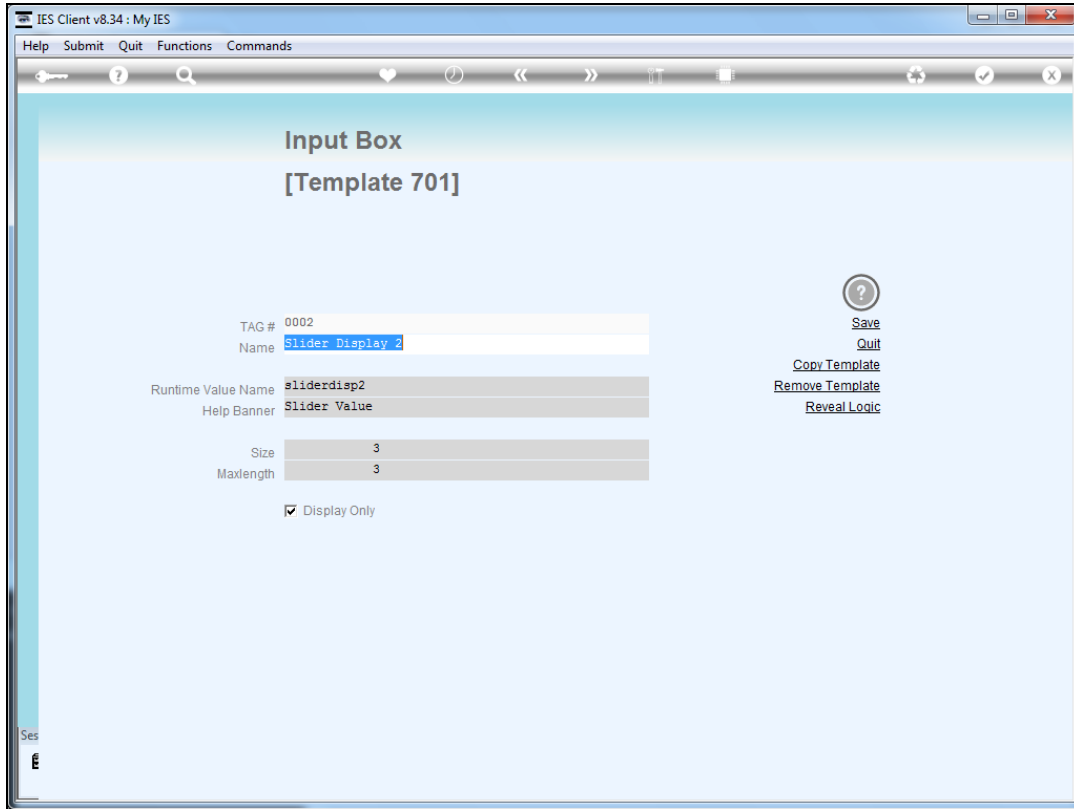 IES Client v8.34 : My IES
Help Submit Quit Functions Commands
Input Box
[Template 701]
TAG # 0002
Save
Name Slider Display 2
Quit
Copy Template
Runtime Value Name sliderdisp2
Remove Template
Help Banner Slider Value
Reveal Logic
Size 3
Maxlength 3
Display Only
Ses